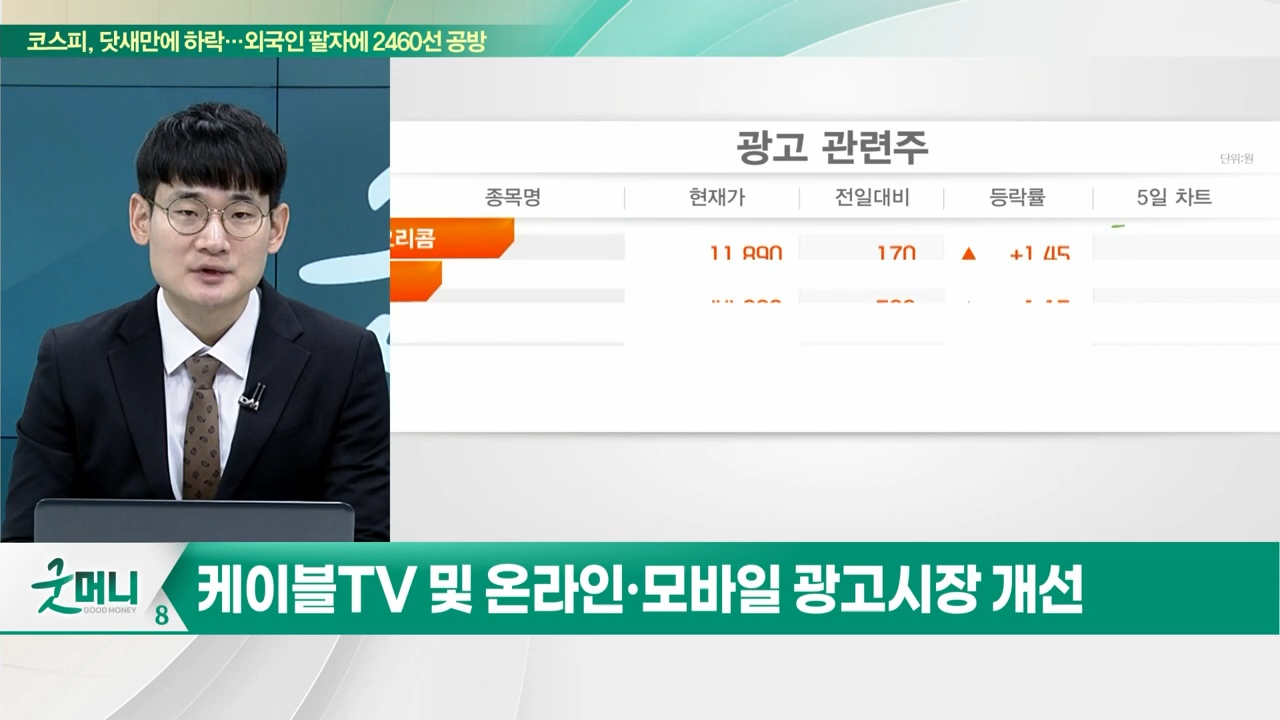 코스피, 닷새만에 하락…외국인 팔자에 2460선 공방
광고 관련주
단위:원
종목명 현재가 전일대비 등락률 5일 차트
오리콤 11,890 170 ▲ +1.45
굿머니
GOOD MONEY
8
케이블TV 및 온라인·모바일 광고시장 개선